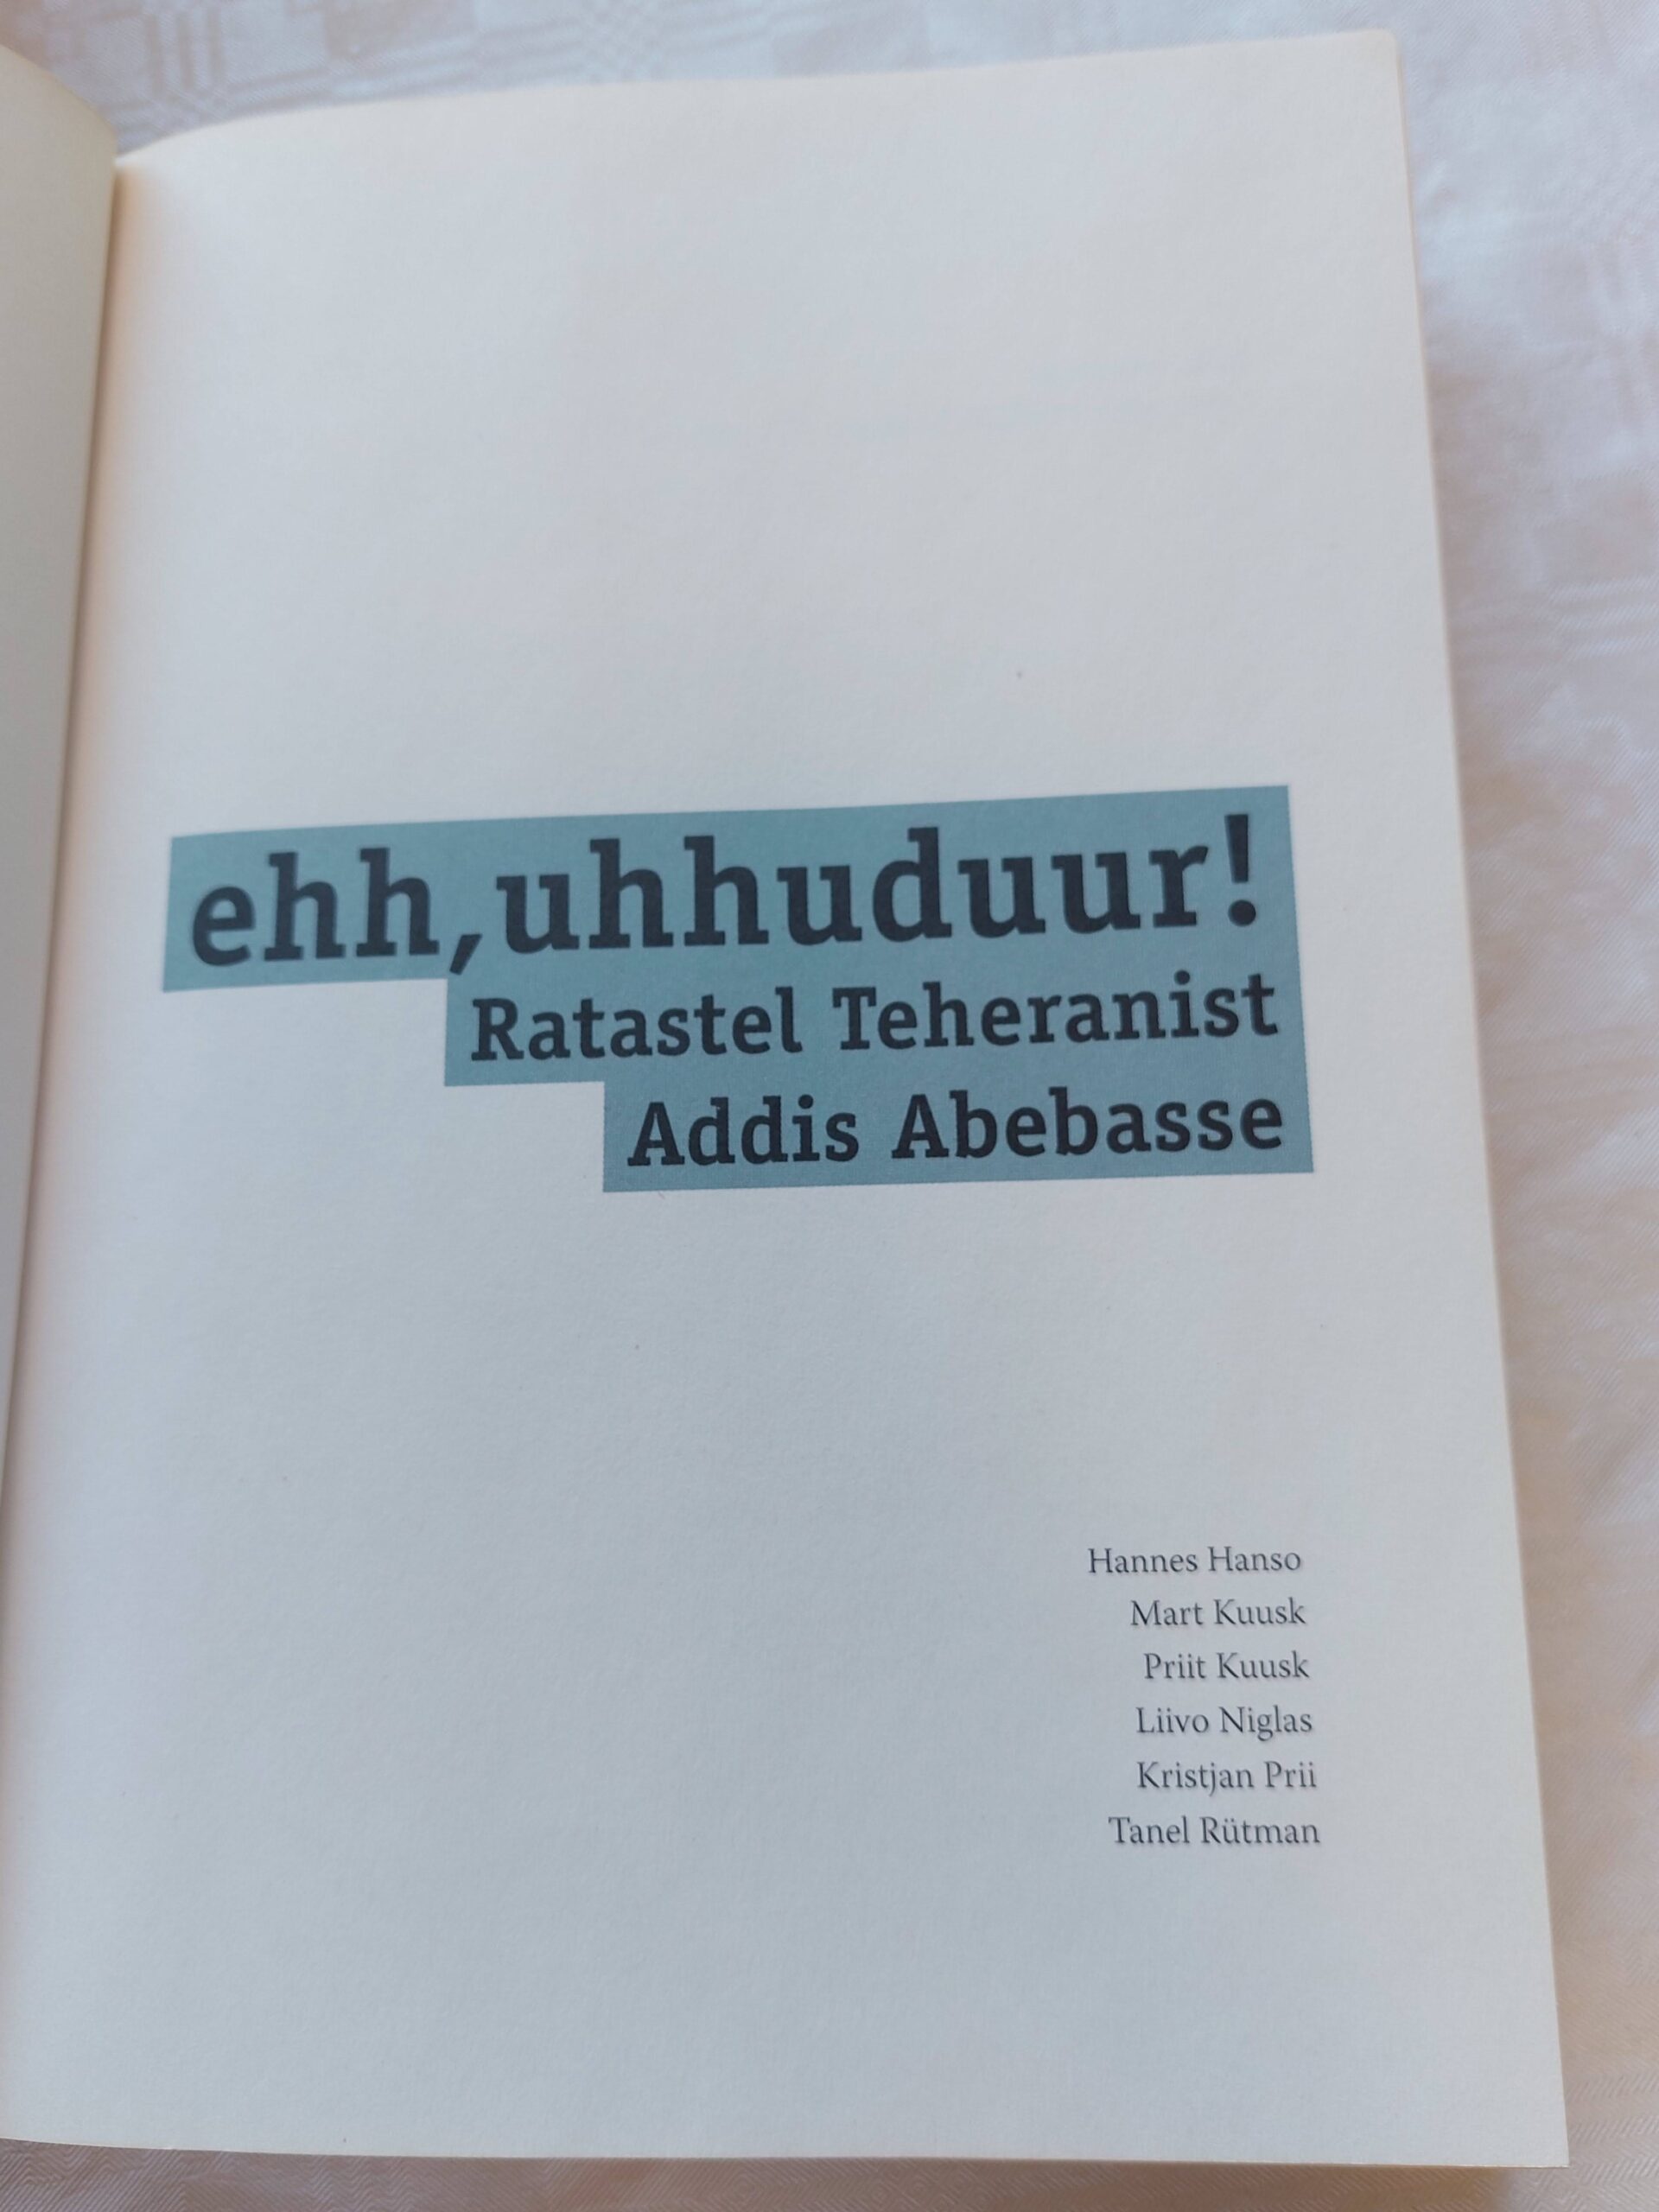 ehh,uhhuduur!
Ratastel Teheranist
Addis Abebasse
Hannes Hanso
Mart Kuusk
Priit Kuusk
Liivo Niglas
Kristjan Prii
Tanel Rütman